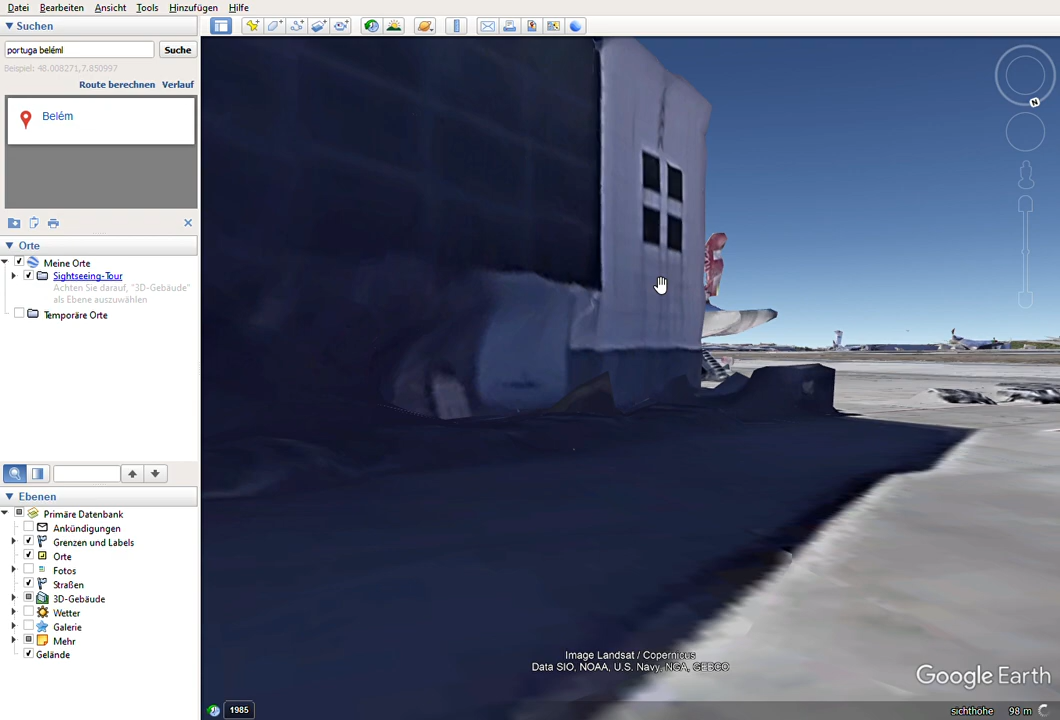 Datei Bearbeiten Ansicht Tools Hinzufügen Hilfe
Suchen
portuga beléml
Suche
Beispiel: 48.008271,7.850997
Route berechnen Verlauf
Belém
Orte
Meine Orte
Sightseeing-Tour
Achten Sie darauf, "3D-Gebäude"
als Ebene auszuwählen
Temporäre Orte
Ebenen
Primäre Datenbank
Ankündigungen
Grenzen und Labels
Orte
Fotos
Straßen
3D-Gebäude
Wetter
Galerie
Mehr
Gelände
N
Image Landsat / Copernicus
Data SIO, NOAA, U.S. Navy, NGA, GEBCO
Google Earth
1985
sichthöhe 98 m